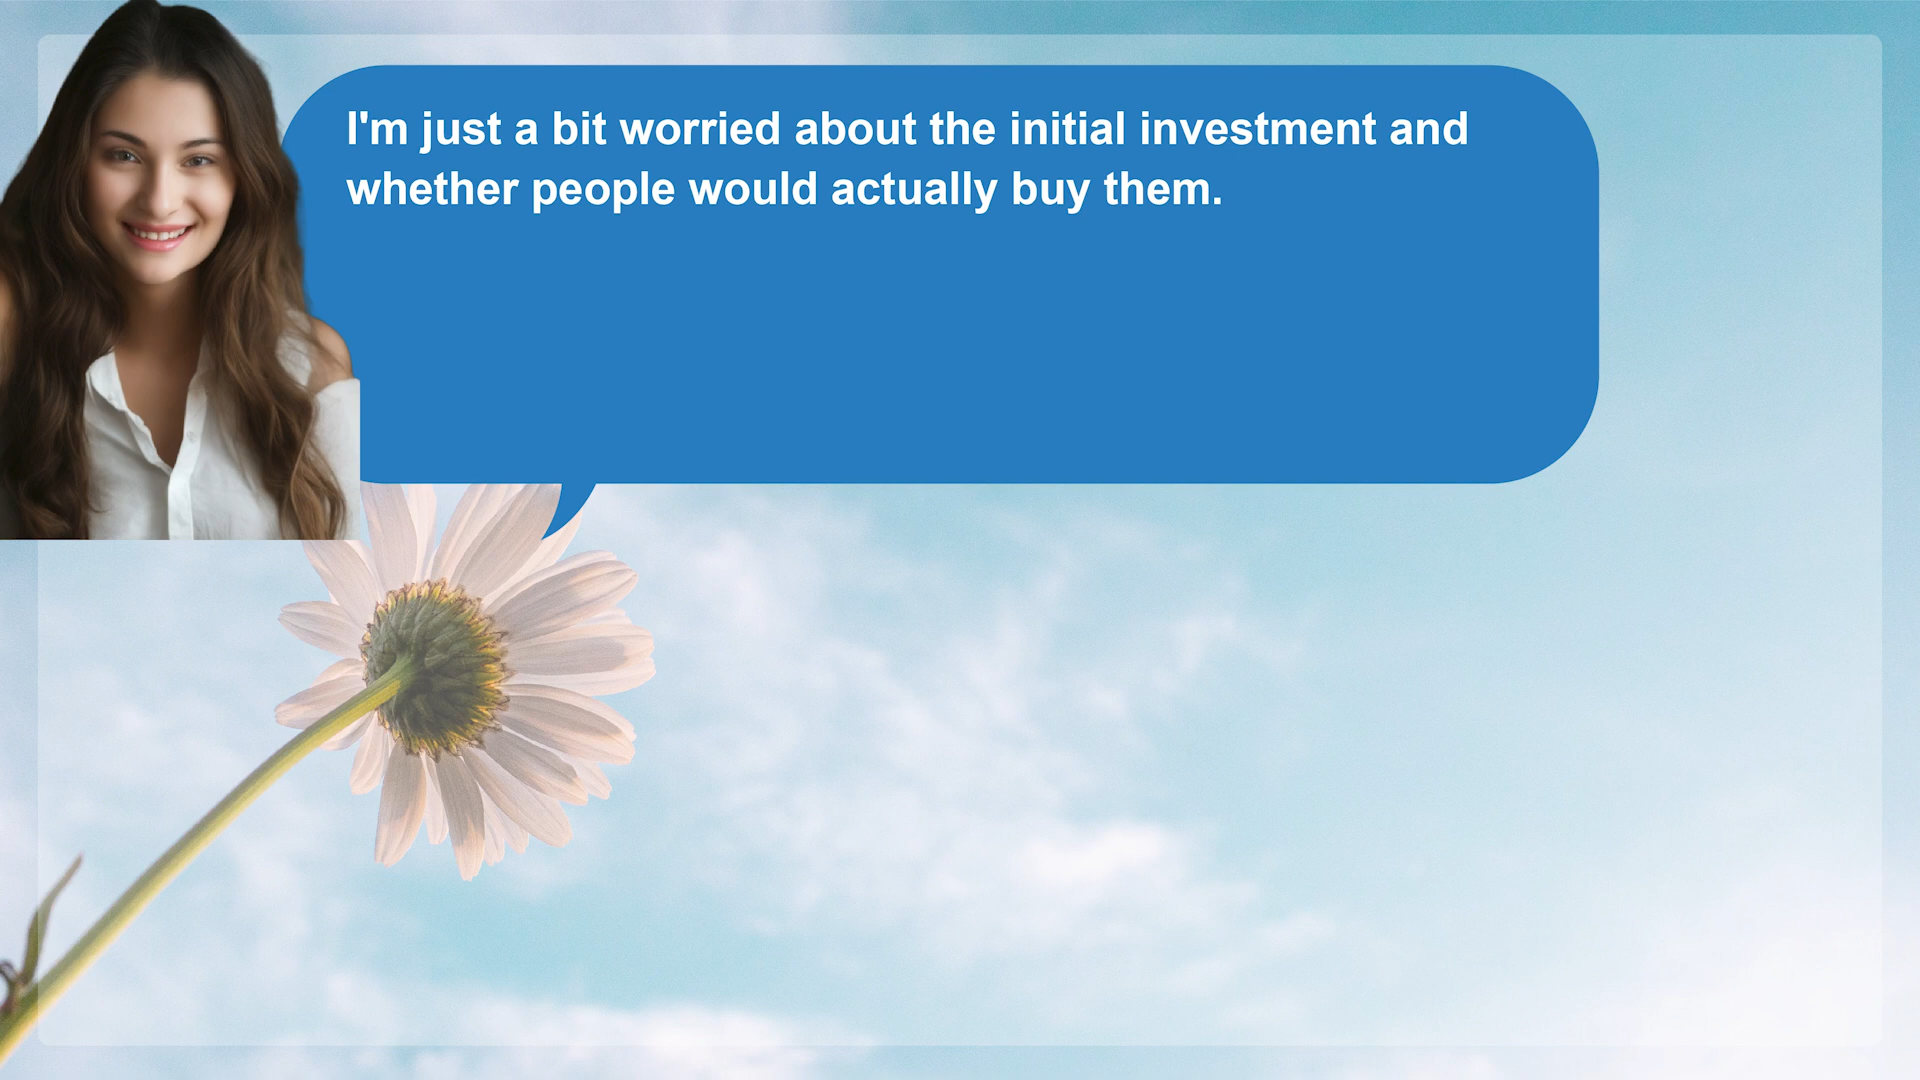 I'm just a bit worried about the initial investment and
whether people would actually buy them.